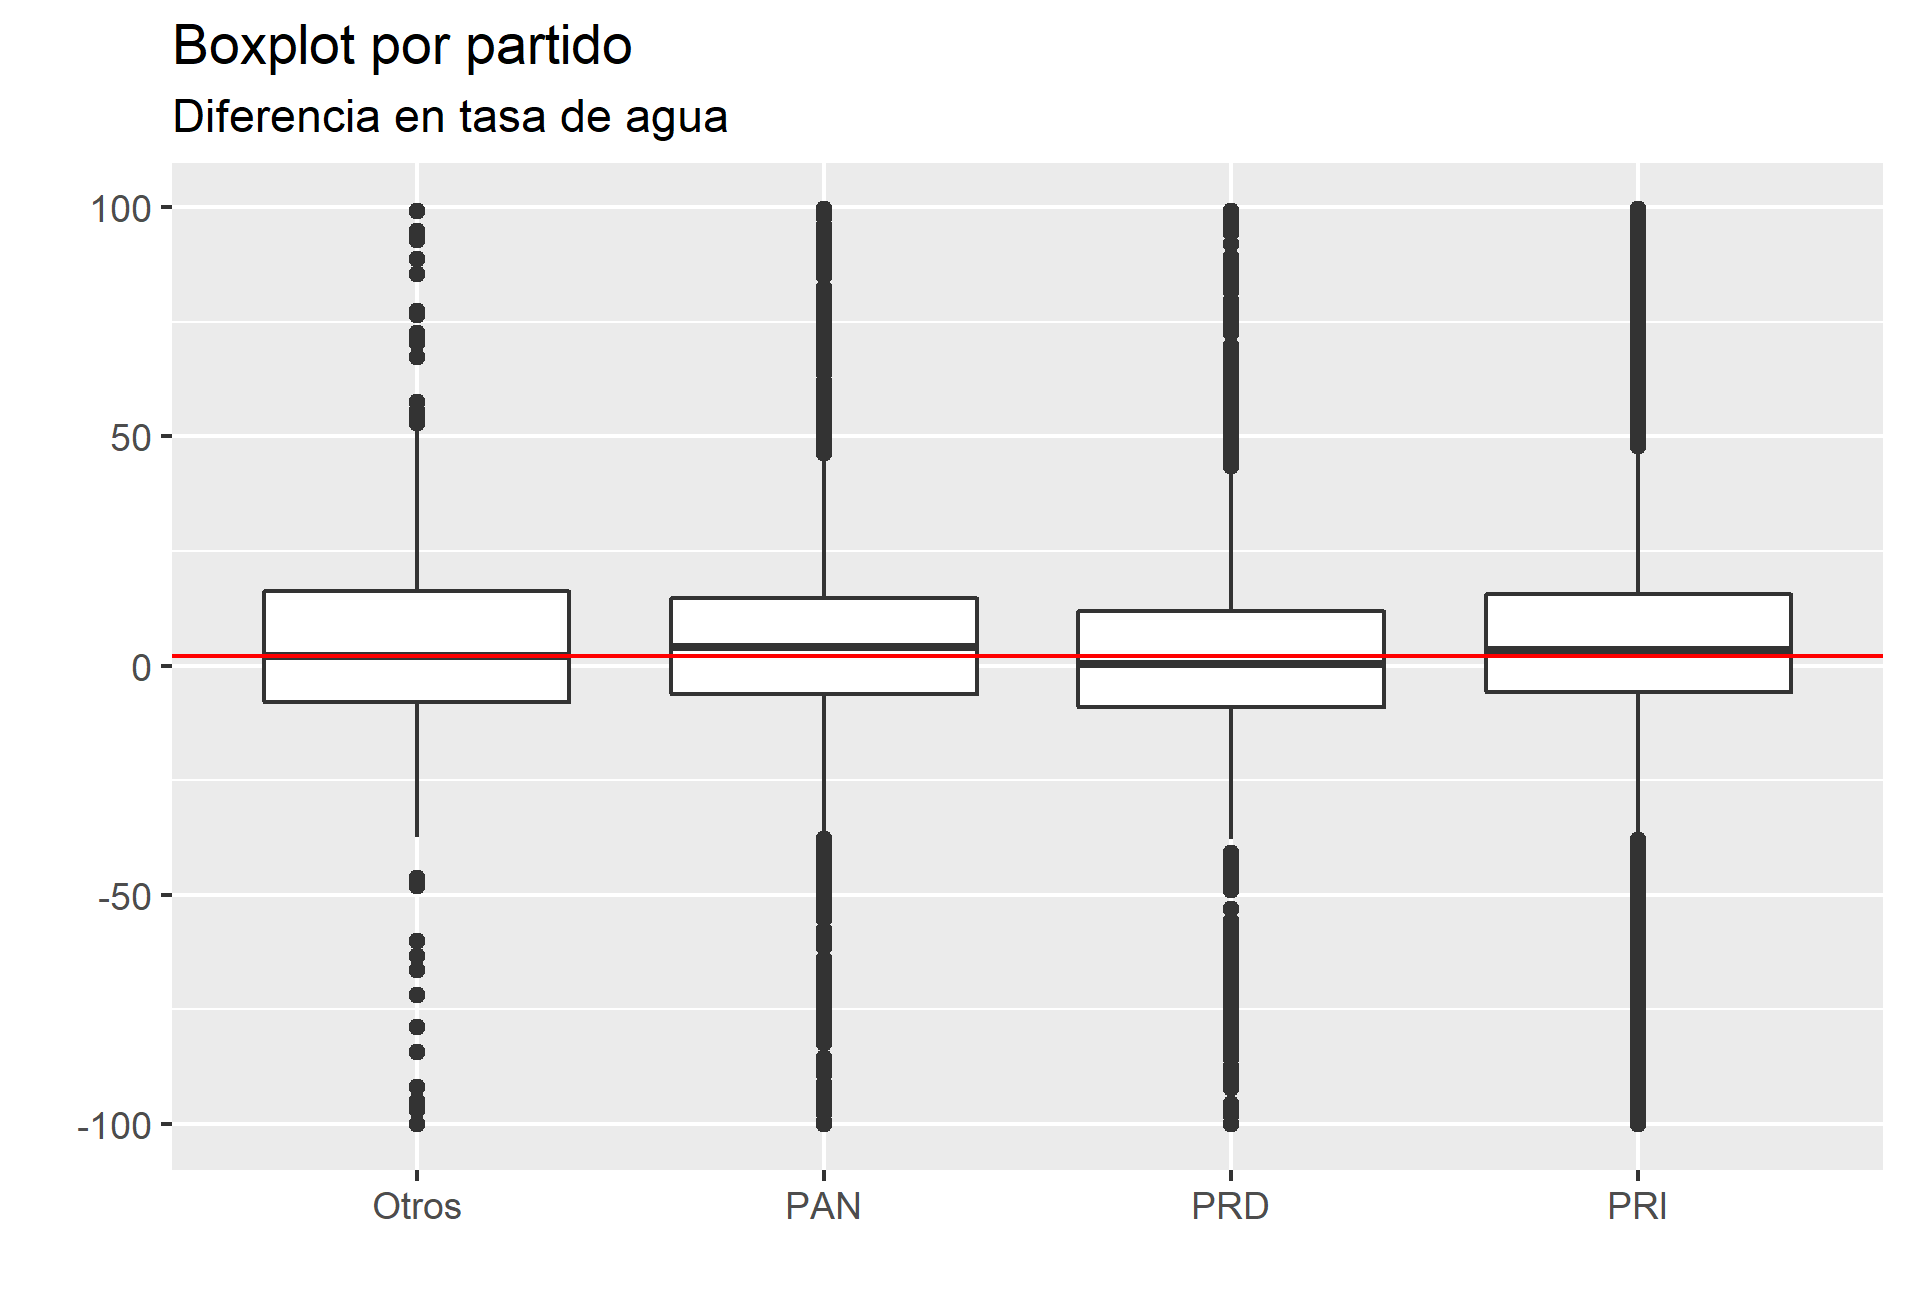 Boxplot por partido
Diferencia en tasa de agua
100
50
0
-50
-100
Otros PAN PRD PRI